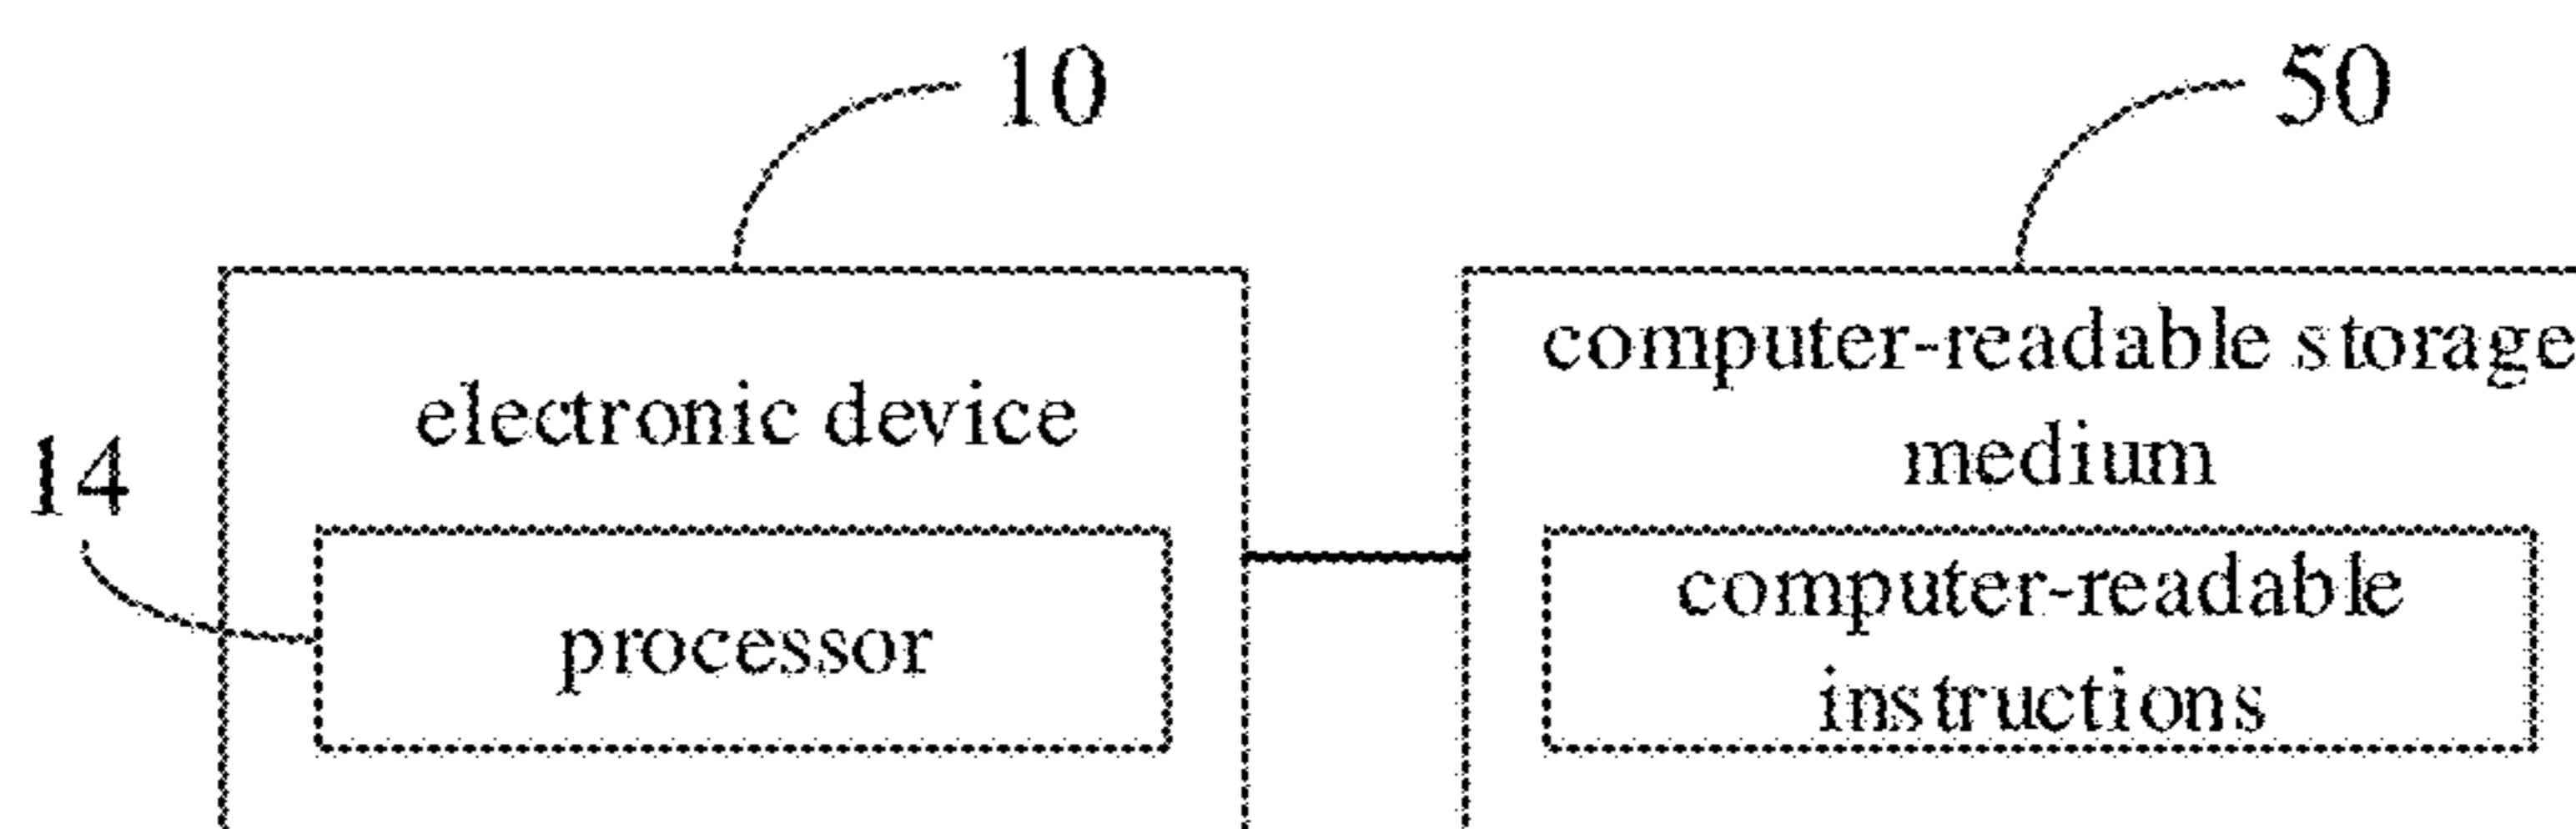 10
50
electronic device
14
processor
computer-readable storage
medium
computer-readable
instructions